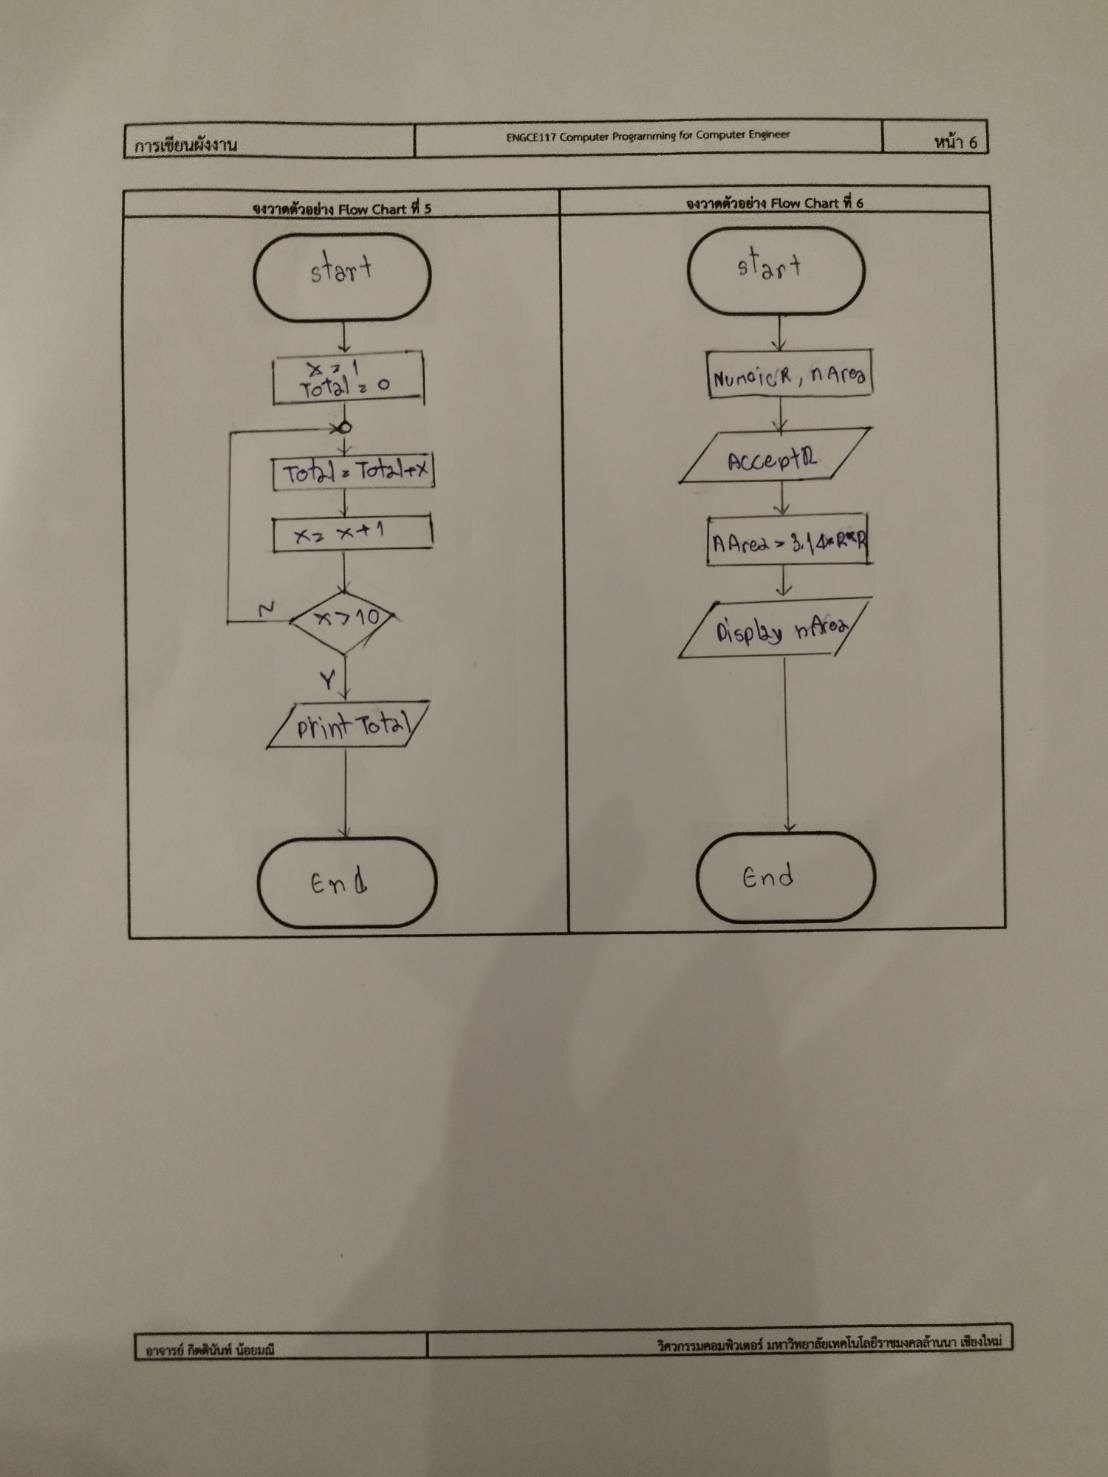 การเขียนผังงาน
ENGCE117 Computer Programming for Computer Engineer
หน้า 6
จงวาดตัวอย่าง Flow Chart ที่ 5
start
x = 1
Total = 0
Total = Total+x
x = x+1
x > 10
N
Y
print Total
End
จงวาดตัวอย่าง Flow Chart ที่ 6
start
NumaicR, nArea
AcceptR
nArea = 3.14*R*R
Display nArea
End
อาจารย์ กิตตินันท์ น้อยมณี
วิศวกรรมคอมพิวเตอร์ มหาวิทยาลัยเทคโนโลยีราชมงคลล้านนา เชียงใหม่